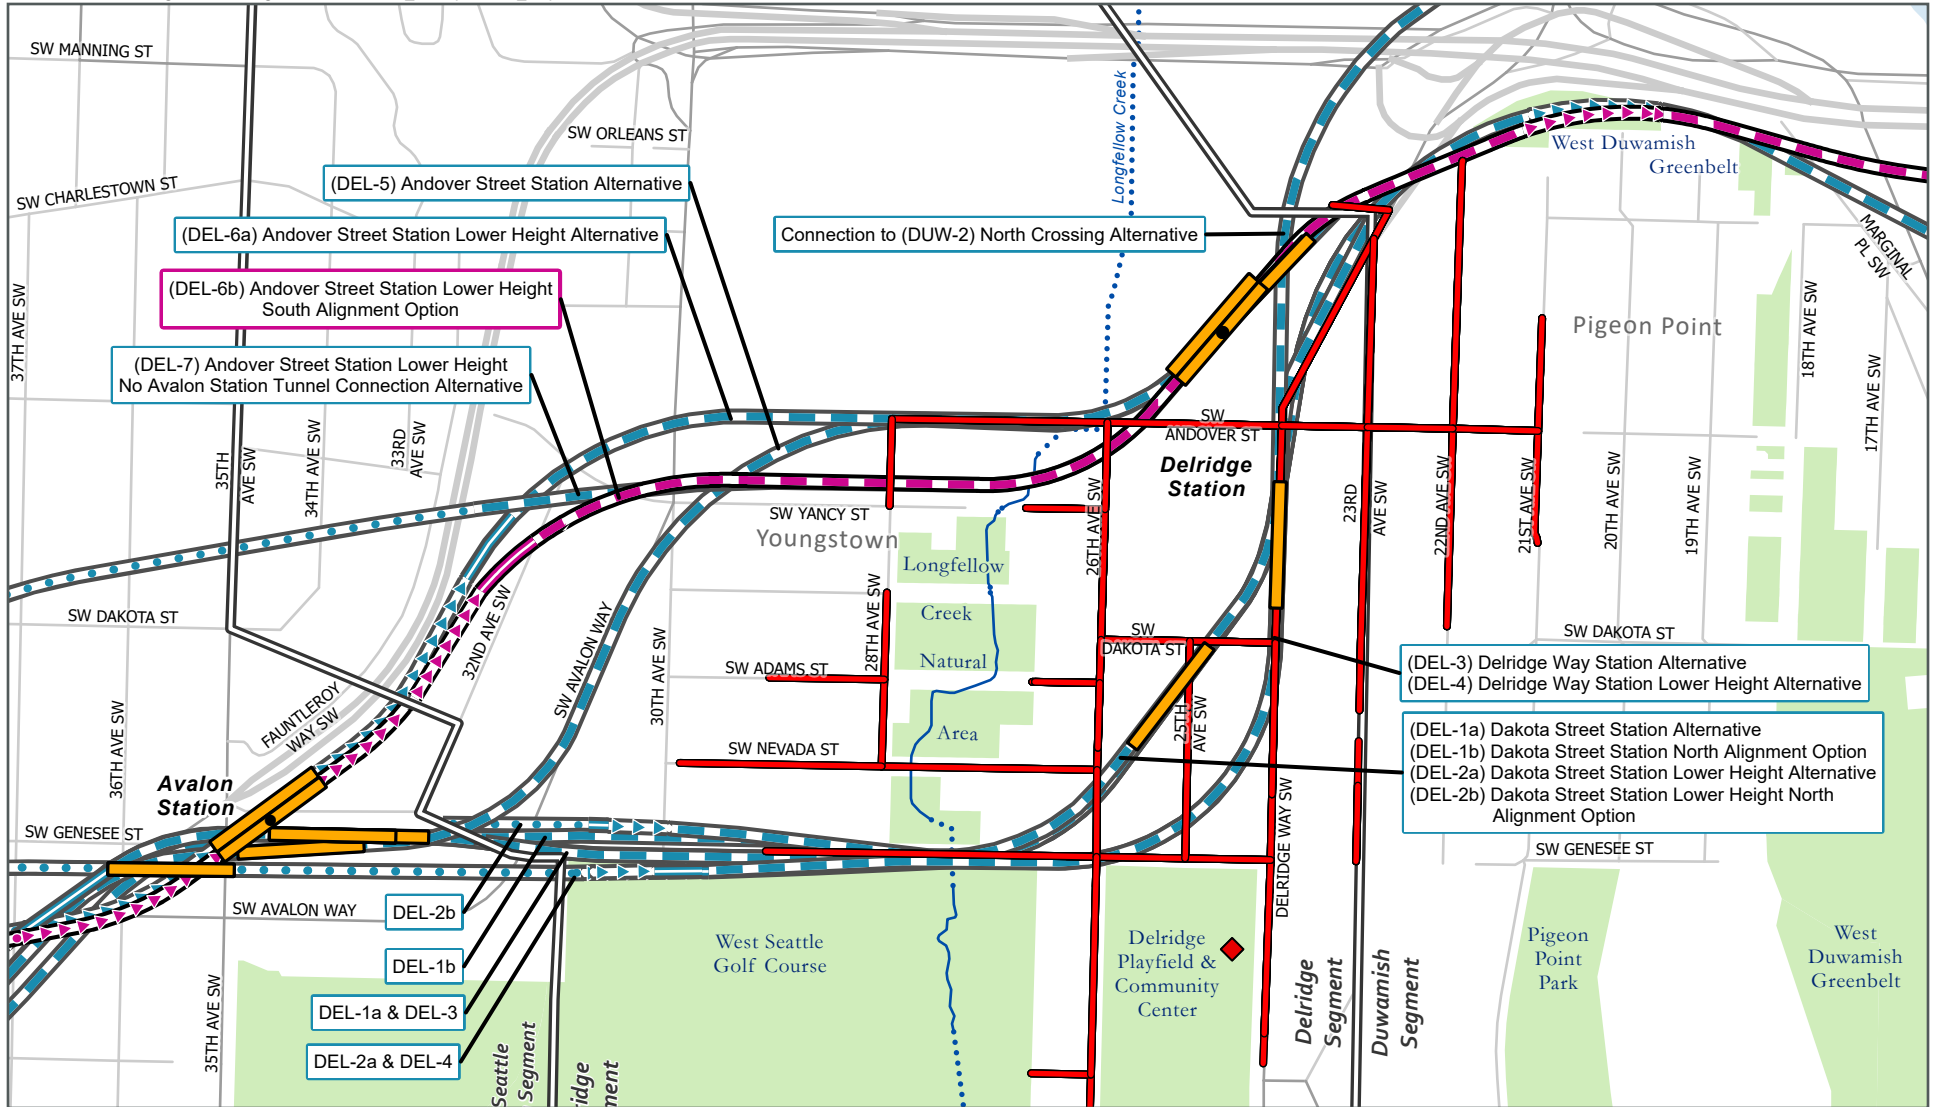 SW MANNING ST
SW ORLEANS ST
Longfellow Creek
West Duwamish
Greenbelt
(DEL-5) Andover Street Station Alternative
SW CHARLESTOWN ST
(DEL-6a) Andover Street Station Lower Height Alternative
Connection to (DUW-2) North Crossing Alternative
MARGINAL
PL SW
(DEL-6b) Andover Street Station Lower Height
South Alignment Option
37TH AVE SW
18TH AVE SW
Pigeon Point
(DEL-7) Andover Street Station Lower Height
No Avalon Station Tunnel Connection Alternative
17TH AVE SW
SW
ANDOVER ST
35TH
AVE SW
34TH AVE SW
33RD
AVE SW
Delridge
Station
26TH AVE SW
23RD
AVE SW
22ND AVE SW
21ST AVE SW
20TH AVE SW
19TH AVE SW
SW YANCY ST
Youngstown
Longfellow
Creek
Natural
Area
28TH AVE SW
SW DAKOTA ST
32ND AVE SW
SW AVALON WAY
30TH AVE SW
SW
DAKOTA ST
SW DAKOTA ST
(DEL-3) Delridge Way Station Alternative
(DEL-4) Delridge Way Station Lower Height Alternative
SW ADAMS ST
FAUNTLEROY
WAY SW
36TH AVE SW
25TH
AVE SW
SW NEVADA ST
(DEL-1a) Dakota Street Station Alternative
(DEL-1b) Dakota Street Station North Alignment Option
(DEL-2a) Dakota Street Station Lower Height Alternative
(DEL-2b) Dakota Street Station Lower Height North
Alignment Option
Avalon
Station
SW GENESEE ST
DELRIDGE WAY SW
SW GENESEE ST
SW AVALON WAY
DEL-2b
DEL-1b
DEL-1a & DEL-3
DEL-2a & DEL-4
35TH AVE SW
West Seattle
Golf Course
Delridge
Playfield &
Community
Center
Delridge
Segment
Duwamish
Segment
Pigeon
Point
Park
West
Duwamish
Greenbelt
Seattle
Segment